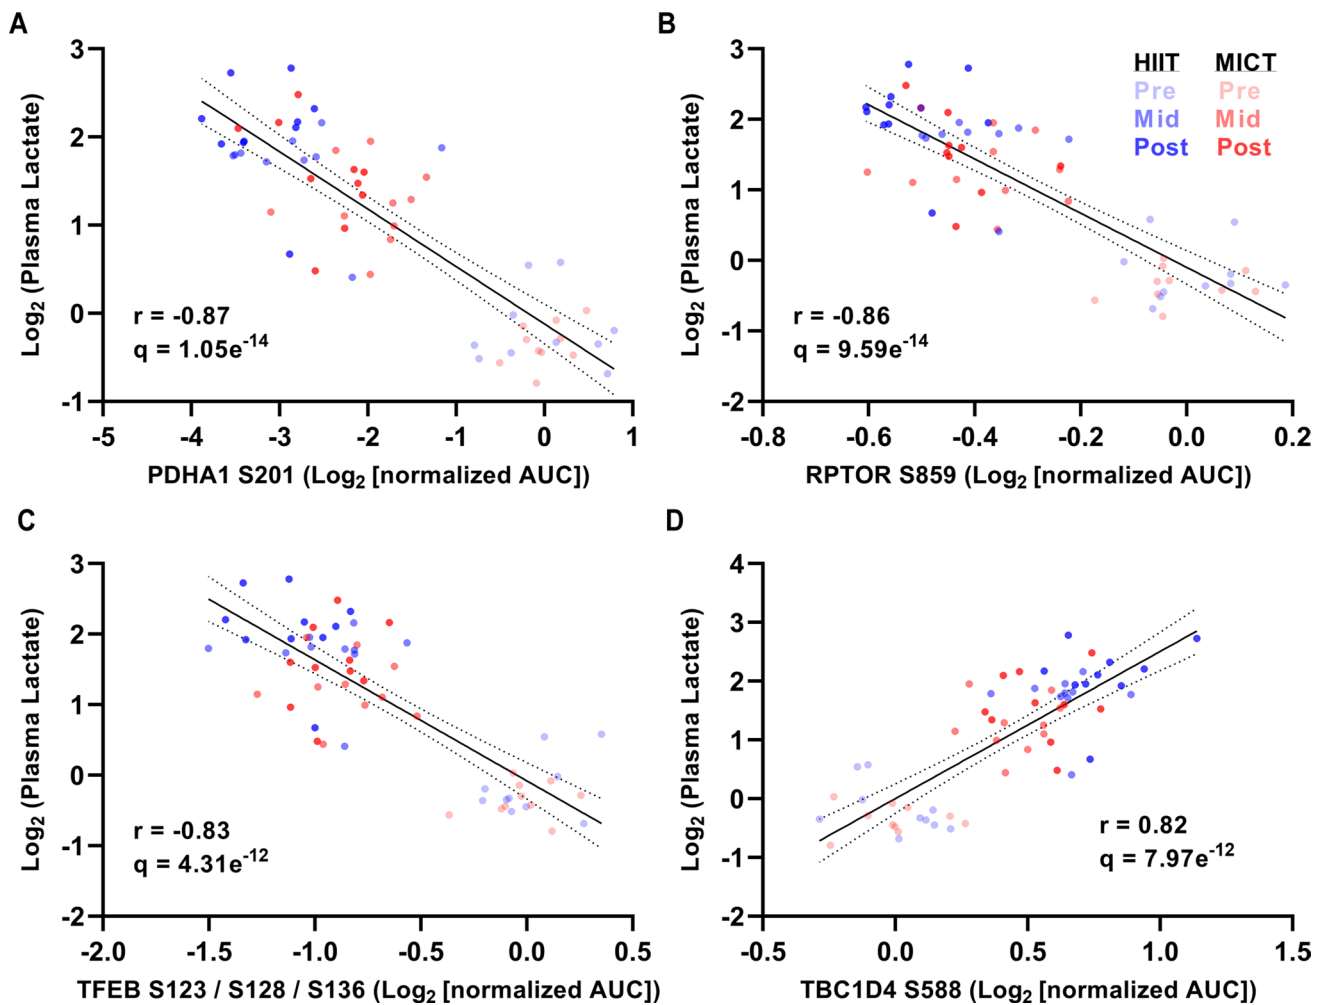 A
3
2
1
0
-1
Log2 (Plasma Lactate)
r = -0.87
q = 1.05e-14
-5 -4 -3 -2 -1 0 1
PDHA1 S201 (Log2 [normalized AUC])
B
3
2
1
0
-1
-2
Log2 (Plasma Lactate)
HIIT MICT
Pre Pre
Mid Mid
Post Post
r = -0.86
q = 9.59e-14
-0.8 -0.6 -0.4 -0.2 0.0 0.2
RPTOR S859 (Log2 [normalized AUC])
C
3
2
1
0
-1
-2
Log2 (Plasma Lactate)
r = -0.83
q = 4.31e-12
-2.0 -1.5 -1.0 -0.5 0.0 0.5
TFEB S123 / S128 / S136 (Log2 [normalized AUC])
D
4
3
2
1
0
-1
-2
Log2 (Plasma Lactate)
r = 0.82
q = 7.97e-12
-0.5 0.0 0.5 1.0 1.5
TBC1D4 S588 (Log2 [normalized AUC])